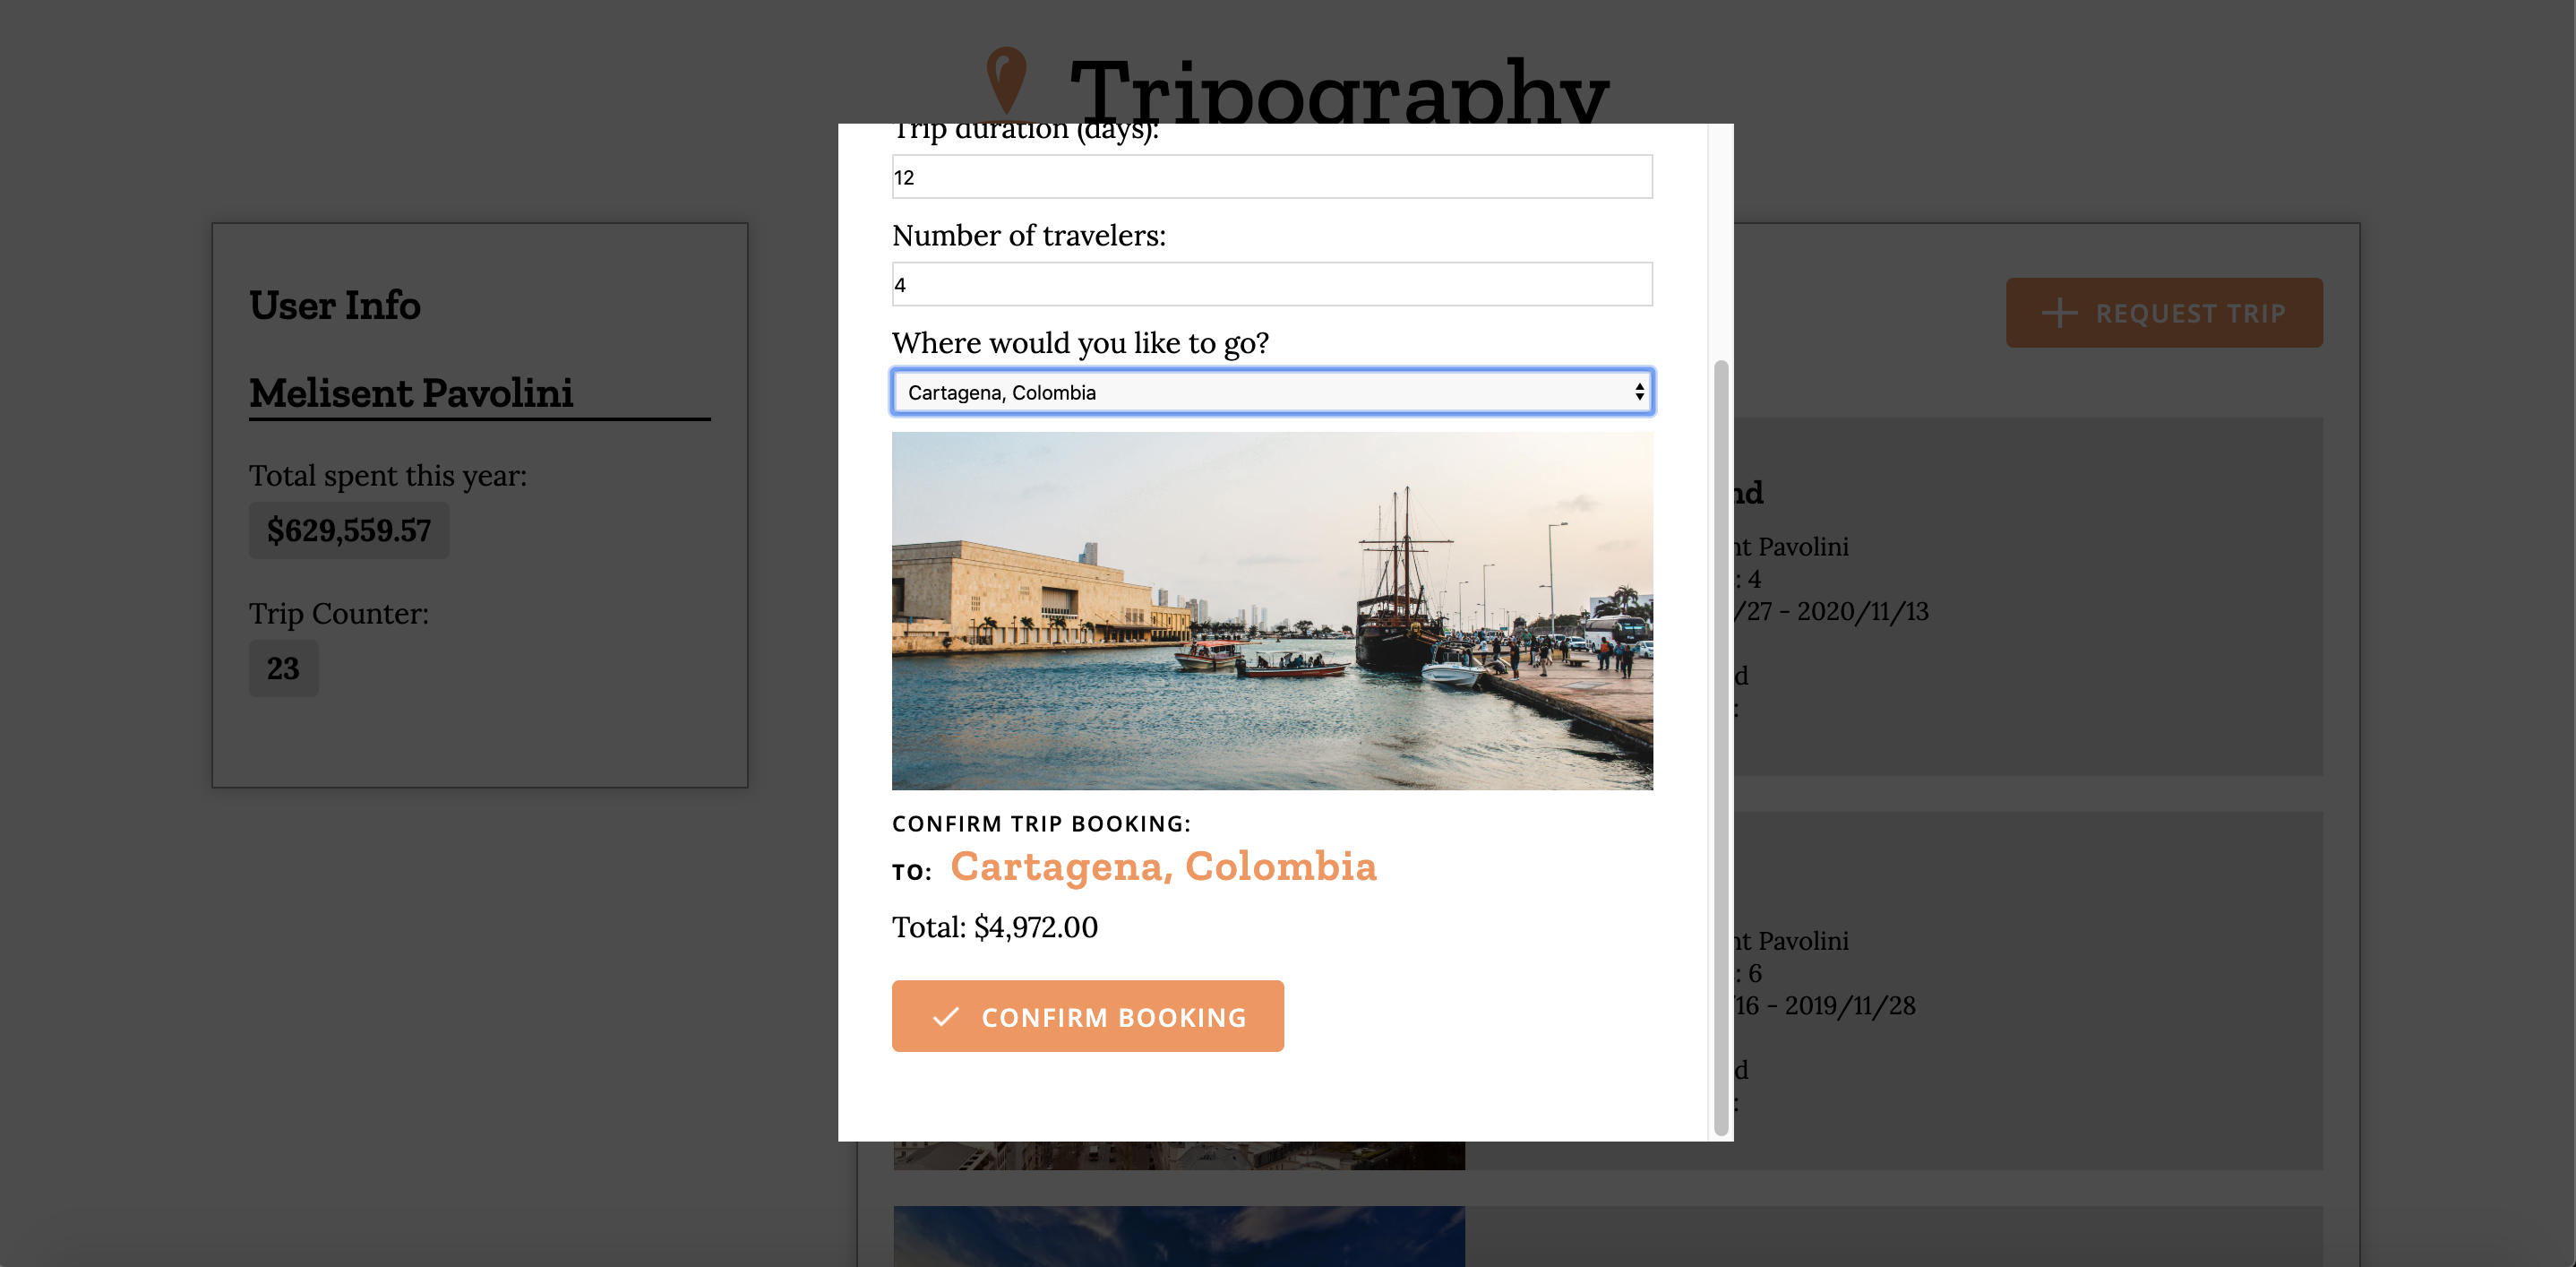 Tripography
User Info
Melisent Pavolini
Total spent this year:
$629,559.57
Trip Counter:
23
Trip duration (days):
12
Number of travelers:
4
Where would you like to go?
Cartagena, Colombia
CONFIRM TRIP BOOKING:
TO: Cartagena, Colombia
Total: $4,972.00
CONFIRM BOOKING
REQUEST TRIP
Pavolini
: 4
/27 - 2020/11/13
Pavolini
: 6
/16 - 2019/11/28